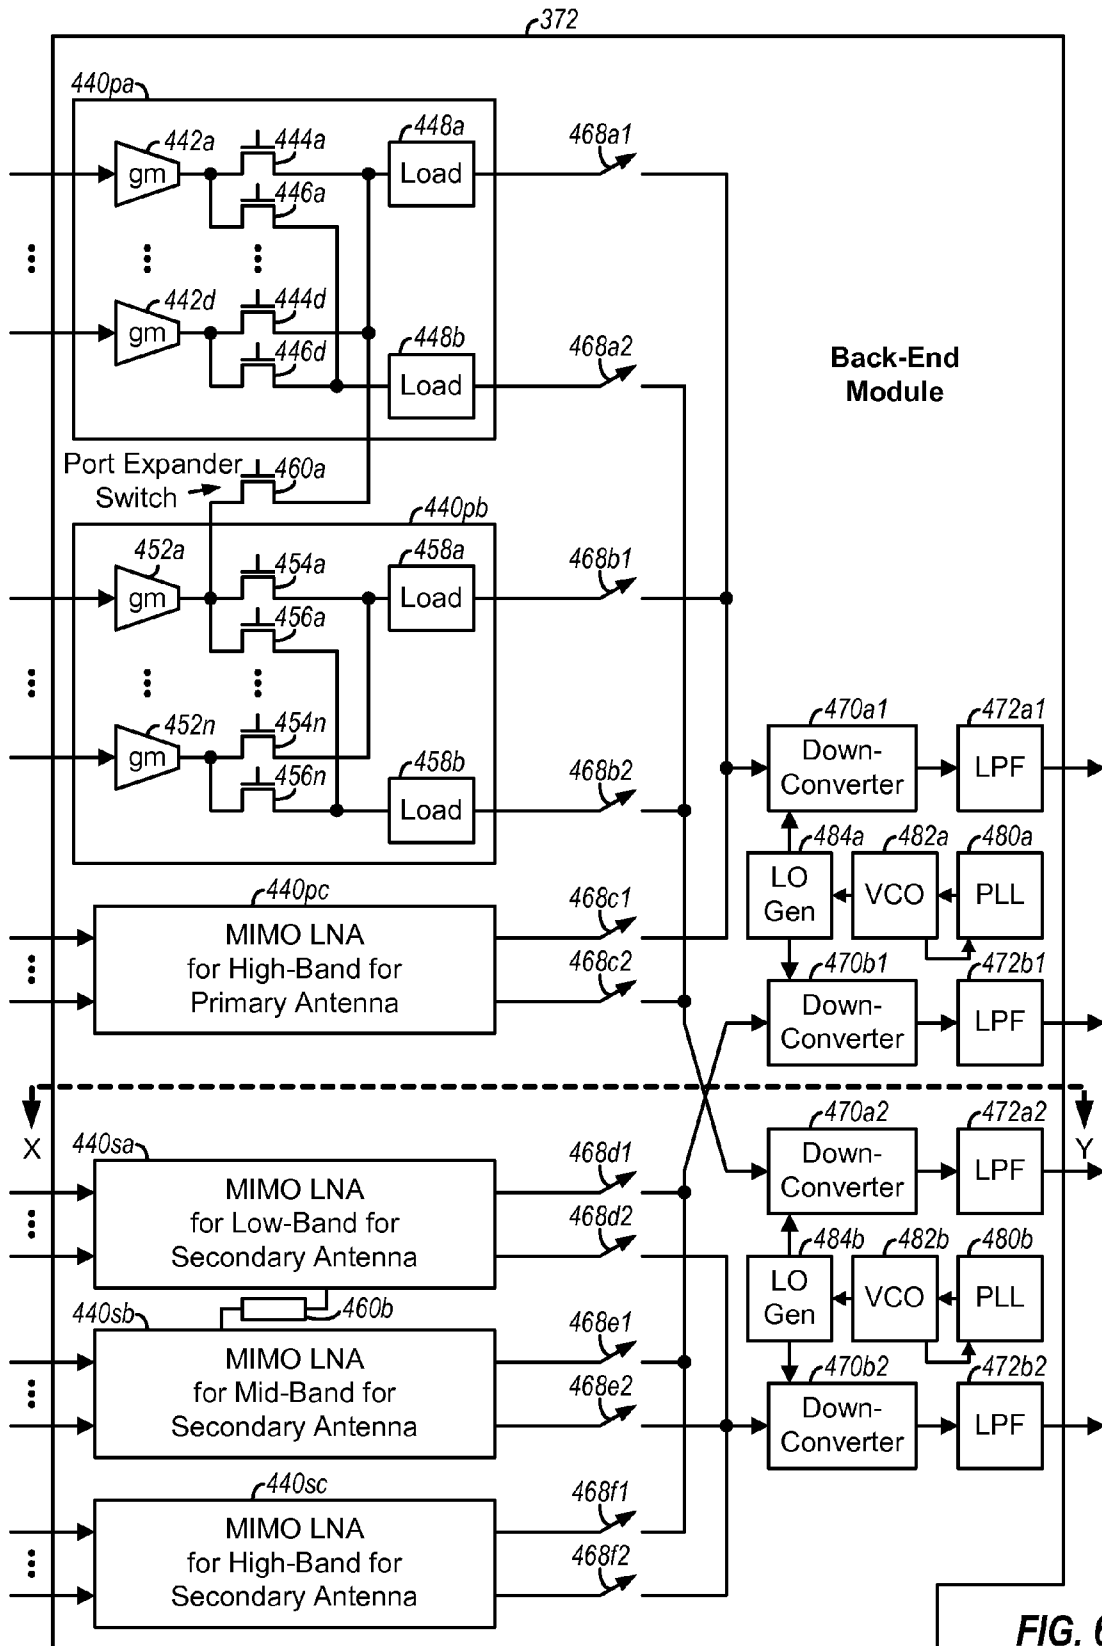 372
440pa
442a
444a
448a
468a1
gm
Load
446a
442d
444d
448b
468a2
gm
446d
Load
Back-End
Module
Port Expander
Switch
460a
440pb
452a
454a
458a
468b1
gm
Load
456a
452n
454n
458b
468b2
gm
456n
Load
470a1
472a1
Down-
Converter
LPF
484a
482a
480a
LO
Gen
VCO
PLL
440pc
468c1
MIMO LNA
for High-Band for
Primary Antenna
468c2
470b1
472b1
Down-
Converter
LPF
X
Y
440sa
468d1
MIMO LNA
for Low-Band for
Secondary Antenna
468d2
470a2
472a2
Down-
Converter
LPF
484b
482b
480b
LO
Gen
VCO
PLL
460b
440sb
468e1
MIMO LNA
for Mid-Band for
Secondary Antenna
468e2
470b2
472b2
Down-
Converter
LPF
440sc
468f1
MIMO LNA
for High-Band for
Secondary Antenna
468f2
FIG. 6